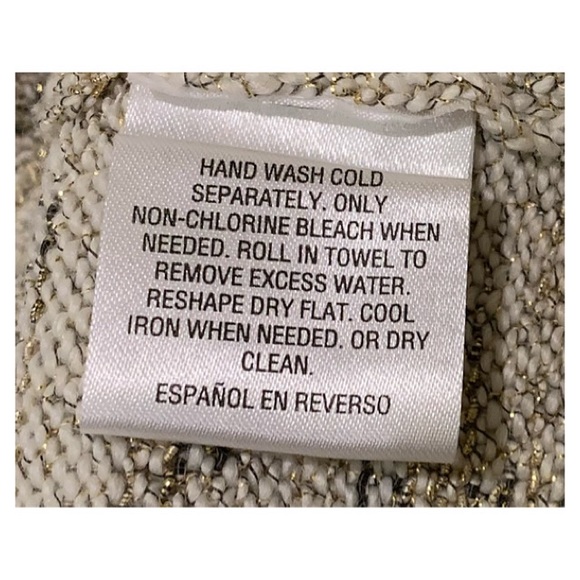 HAND WASH COLD
SEPARATELY. ONLY
NON-CHLORINE BLEACH WHEN
NEEDED. ROLL IN TOWEL TO
REMOVE EXCESS WATER.
RESHAPE DRY FLAT. COOL
IRON WHEN NEEDED. OR DRY
CLEAN.
ESPAÑOL EN REVERSO